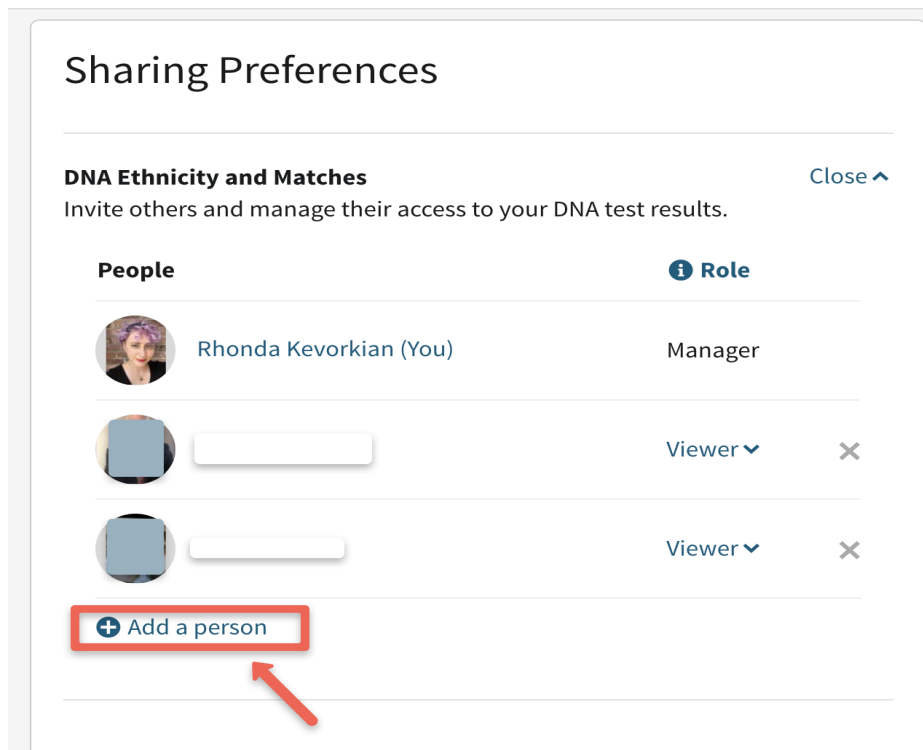 Sharing Preferences
DNA Ethnicity and Matches
Close
Invite others and manage their access to your DNA test results.
People
Role
Rhonda Kevorkian (You)
Manager
Viewer
Viewer
Add a person